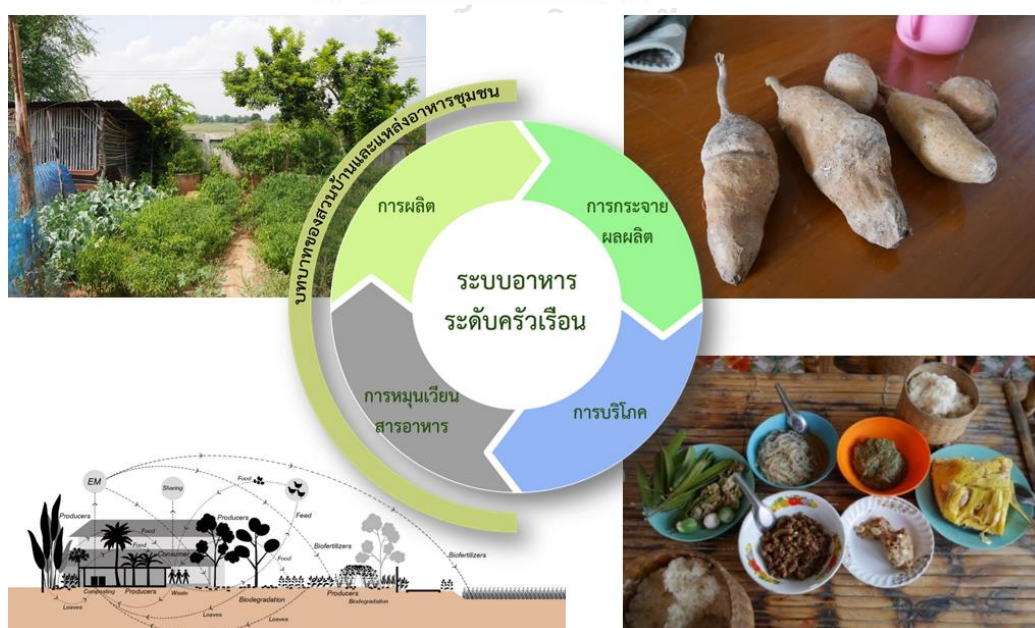 บทบาทของสวนบ้านและแหล่งอาหารชุมชน
การผลิต
การกระจาย
ผลผลิต
ระบบอาหาร
ระดับครัวเรือน
การหมุนเวียน
สารอาหาร
การบริโภค
EM
Sharing
Food
Feed
Producers
Producers
Food
Consumer
Food
Biofertilizers
Biofertilizers
Composting
Producers
Waste
Biodegradation
Producers
Biodegradation
Leaves
Leaves
Leaves